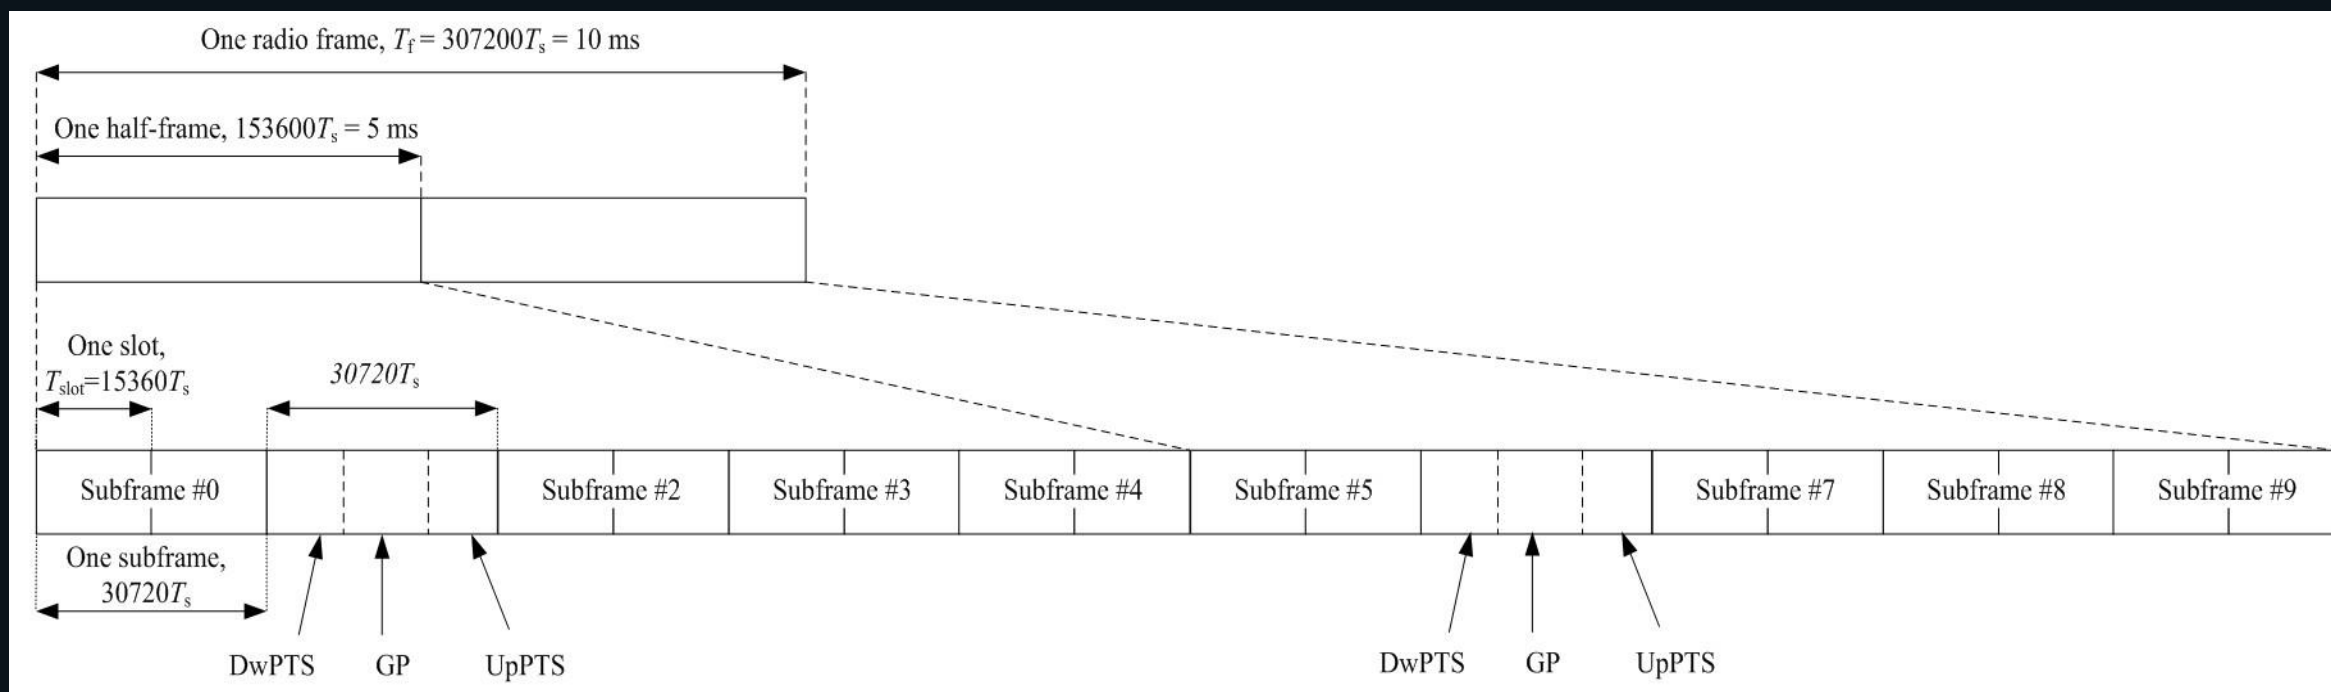 One radio frame, Tf = 307200Ts = 10 ms
One half-frame, 153600Ts = 5 ms
One slot,
Tslot=15360Ts
30720Ts
Subframe #0
Subframe #2
Subframe #3
Subframe #4
Subframe #5
Subframe #7
Subframe #8
Subframe #9
One subframe,
30720Ts
DwPTS
GP
UpPTS
DwPTS
GP
UpPTS